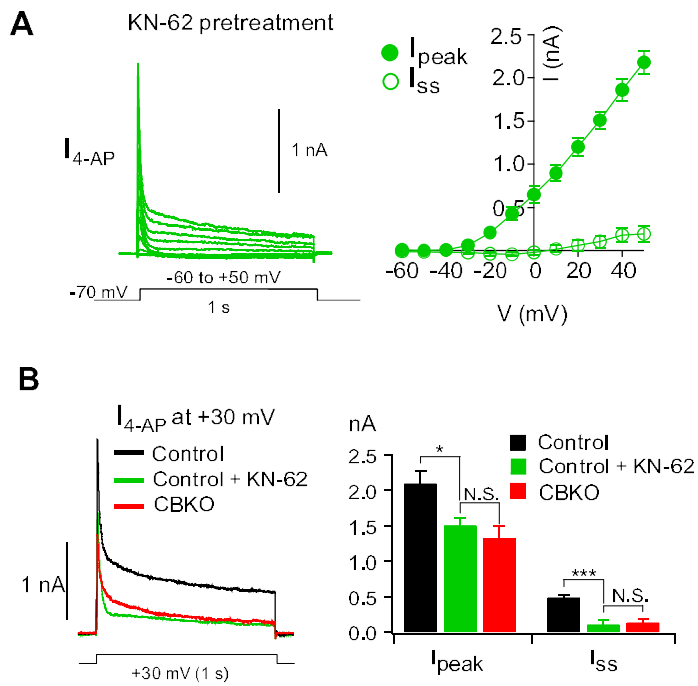 A
KN-62 pretreatment
I4-AP
1 nA
-60 to +50 mV
-70 mV
1 s
Ipeak
Iss
I (nA)
2.5
2.0
1.5
1.0
0.5
-60 -40 -20 0 20 40
V (mV)
B
I4-AP at +30 mV
Control
Control + KN-62
CBKO
1 nA
+30 mV (1 s)
nA
Control
Control + KN-62
CBKO
2.5
2.0
1.5
1.0
0.5
0.0
*
N.S.
***
N.S.
Ipeak Iss